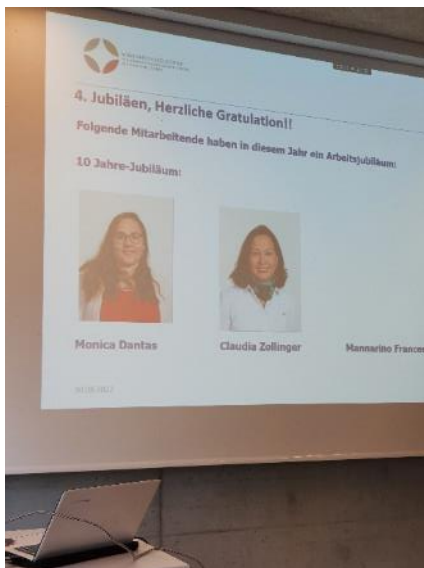 4. Jubiläen, Herzliche Gratulation!!
Folgende Mitarbeitende haben in diesem Jahr ein Arbeitsjubiläum:
10 Jahre-Jubiläum:
Monica Dantas
Claudia Zollinger
Mannarino Frances